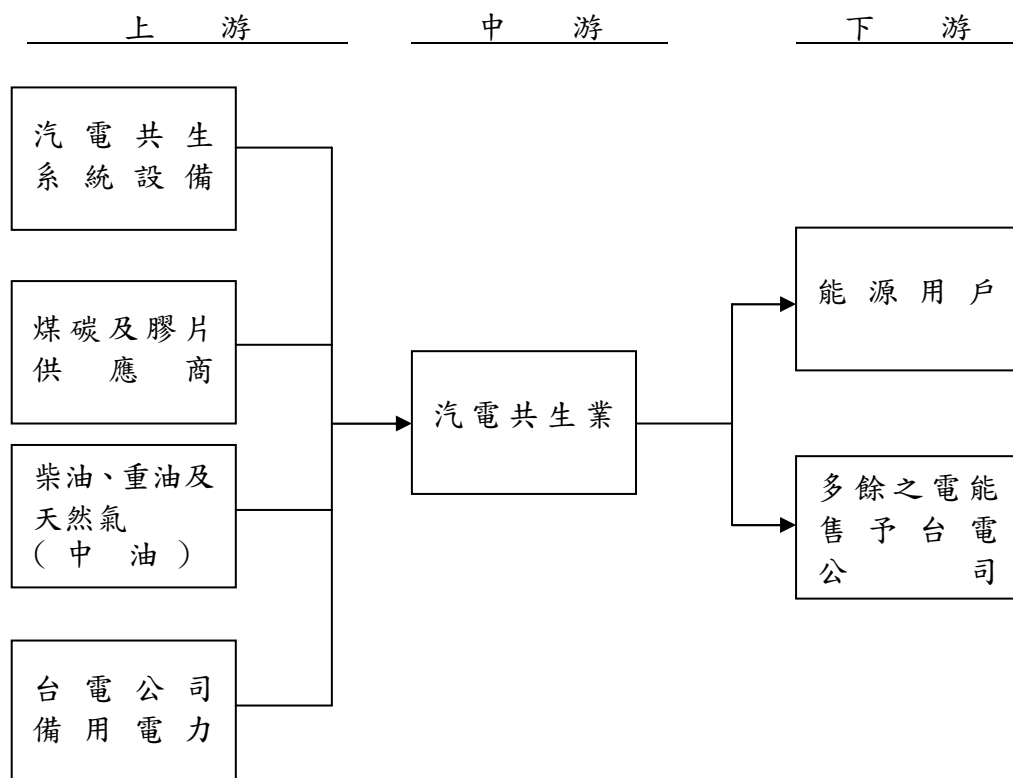 上游
中游
下游
汽電共生
系統設備
煤碳及膠片
供應商
柴油、重油及
天然氣
(中油)
台電公司
備用電力
汽電共生業
能源用戶
多餘之電能
售予台電
公司